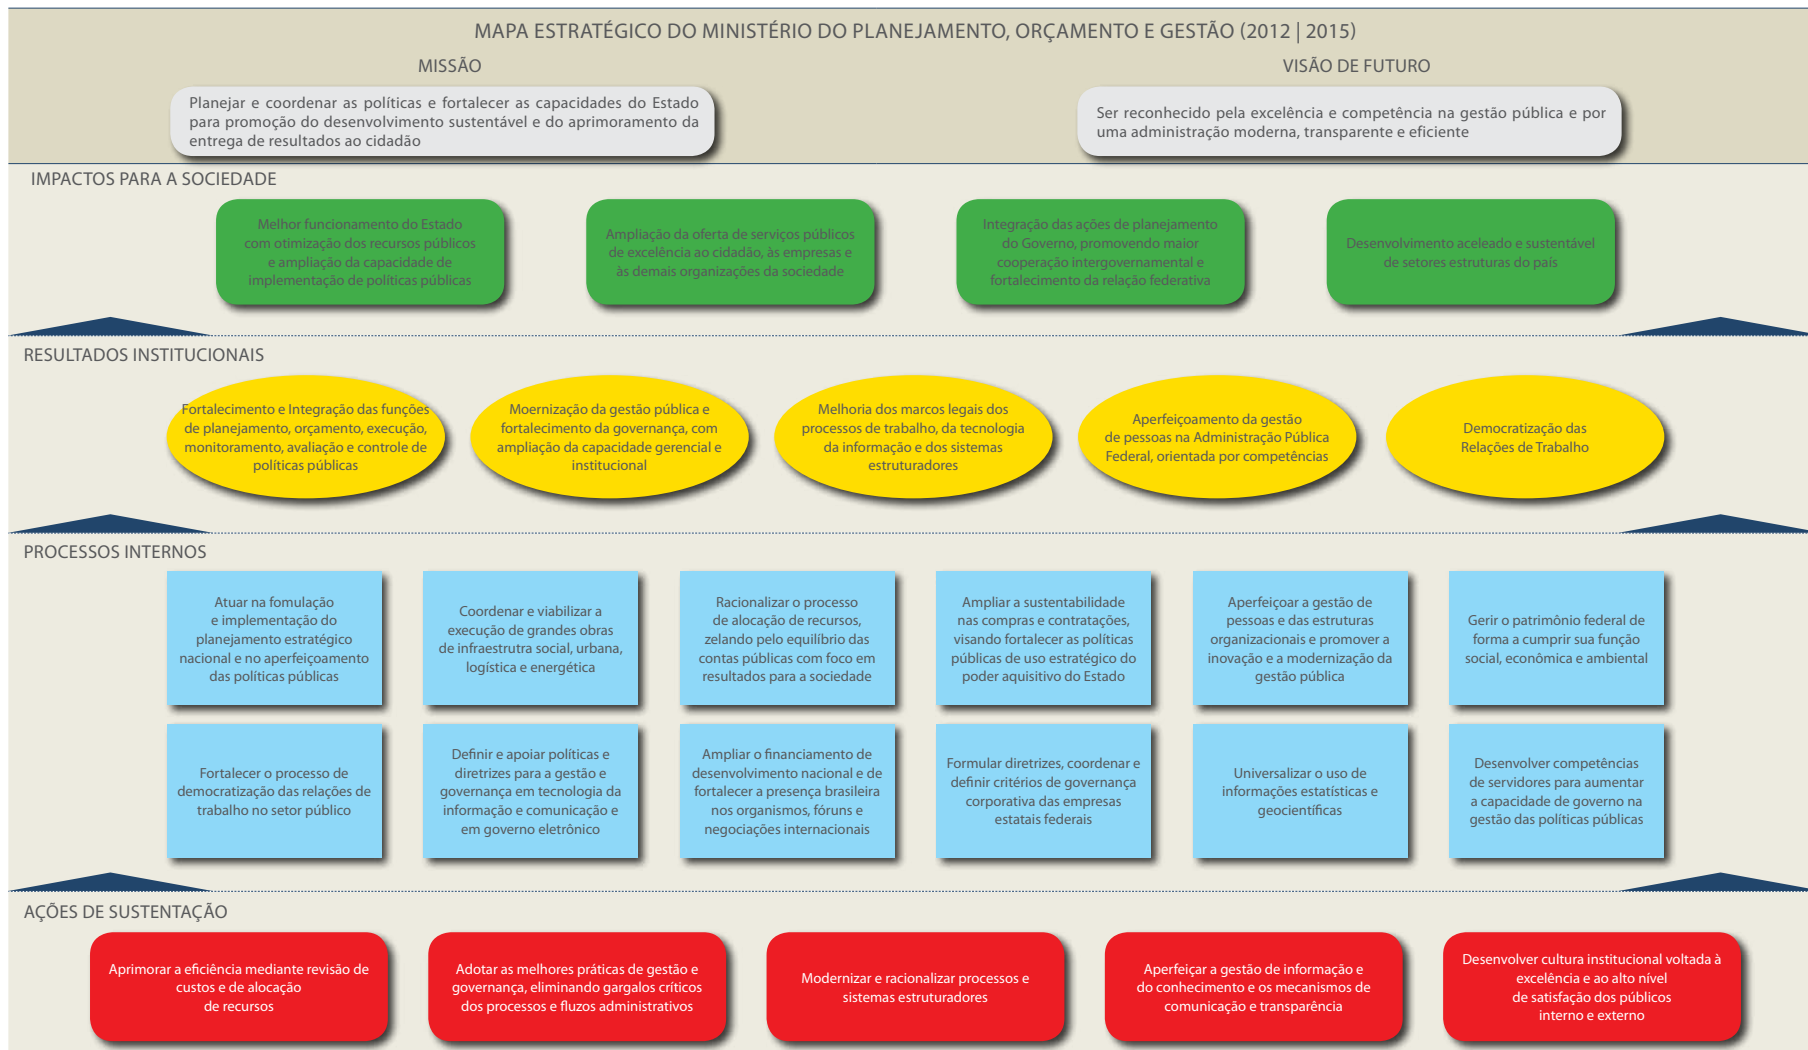 MAPA ESTRATÉGICO DO MINISTÉRIO DO PLANEJAMENTO, ORÇAMENTO E GESTÃO (2012 | 2015)
MISSÃO
Planejar e coordenar as políticas e fortalecer as capacidades do Estado
para promoção do desenvolvimento sustentável e do aprimoramento da
entrega de resultados ao cidadão
VISÃO DE FUTURO
Ser reconhecido pela excelência e competência na gestão pública e por
uma administração moderna, transparente e eficiente
IMPACTOS PARA A SOCIEDADE
Melhor funcionamento do Estado
com otimização dos recursos públicos
e ampliação da capacidade de
implementação de políticas públicas
Ampliação da oferta de serviços públicos
de excelência ao cidadão, às empresas e
às demais organizações da sociedade
Integração das ações de planejamento
do Governo, promovendo maior
cooperação intergovernamental e
fortalecimento da relação federativa
Desenvolvimento aceleado e sustentável
de setores estruturas do país
RESULTADOS INSTITUCIONAIS
Fortalecimento e Integração das funções
de planejamento, orçamento, execução,
monitoramento, avaliação e controle de
políticas públicas
Moernização da gestão pública e
fortalecimento da governança, com
ampliação da capacidade gerencial e
institucional
Melhoria dos marcos legais dos
processos de trabalho, da tecnologia
da informação e dos sistemas
estruturadores
Aperfeiçoamento da gestão
de pessoas na Administração Pública
Federal, orientada por competências
Democratização das
Relações de Trabalho
PROCESSOS INTERNOS
Atuar na fomulação
e implementação do
planejamento estratégico
nacional e no aperfeiçoamento
das políticas públicas
Coordenar e viabilizar a
execução de grandes obras
de infraestrutra social, urbana,
logística e energética
Racionalizar o processo
de alocação de recursos,
zelando pelo equilíbrio das
contas públicas com foco em
resultados para a sociedade
Ampliar a sustentabilidade
nas compras e contratações,
visando fortalecer as políticas
públicas de uso estratégico do
poder aquisitivo do Estado
Aperfeiçoar a gestão de
pessoas e das estruturas
organizacionais e promover a
inovação e a modernização da
gestão pública
Gerir o patrimônio federal de
forma a cumprir sua função
social, econômica e ambiental
Fortalecer o processo de
democratização das relações de
trabalho no setor público
Definir e apoiar políticas e
diretrizes para a gestão e
governança em tecnologia da
informação e comunicação e
em governo eletrônico
Ampliar o financiamento de
desenvolvimento nacional e de
fortalecer a presença brasileira
nos organismos, fóruns e
negociações internacionais
Formular diretrizes, coordenar e
definir critérios de governança
corporativa das empresas
estatais federais
Universalizar o uso de
informações estatísticas e
geocientíficas
Desenvolver competências
de servidores para aumentar
a capacidade de governo na
gestão das políticas públicas
AÇÕES DE SUSTENTAÇÃO
Aprimorar a eficiência mediante revisão de
custos e de alocação
de recursos
Adotar as melhores práticas de gestão e
governança, eliminando gargalos críticos
dos processos e fluzos administrativos
Modernizar e racionalizar processos e
sistemas estruturadores
Aperfeiçar a gestão de informação e
do conhecimento e os mecanismos de
comunicação e transparência
Desenvolver cultura institucional voltada à
excelência e ao alto nível
de satisfação dos públicos
interno e externo